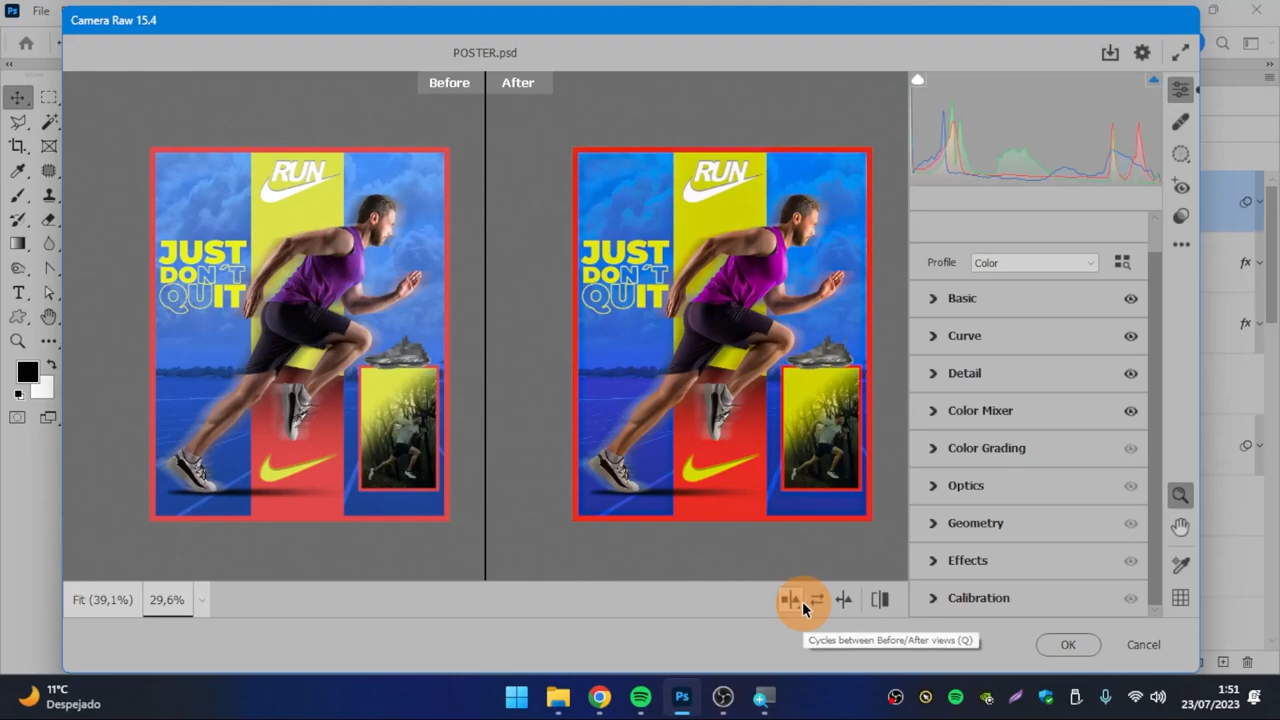 Camera Raw 15.4
File
POSTER.psd
Before
After
RUN
JUST
DON´T
QUIT
RUN
JUST
DON´T
QUIT
Profile
Color
Basic
Curve
Detail
Color Mixer
Color Grading
Optics
Geometry
Effects
Calibration
fx
fx
Fit (39,1%)
29,6%
Cycles between Before/After views (Q)
OK
Cancel
11°C
Despejado
1:51
23/07/2023